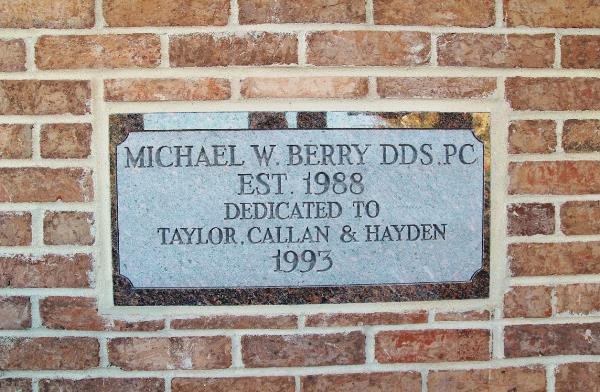 MICHAEL W. BERRY DDS.PC
EST. 1988
DEDICATED TO
TAYLOR, CALLAN & HAYDEN
1993